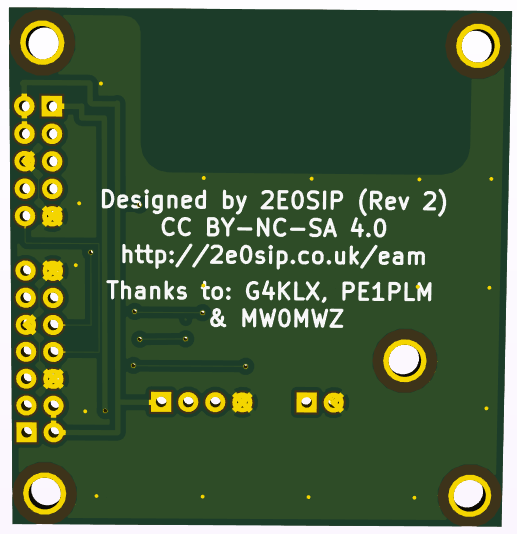 Designed by 2E0SIP (Rev 2)
CC BY-NC-SA 4.0
http://2e0sip.co.uk/eam
Thanks to: G4KLX, PE1PLM
& MW0MWZ